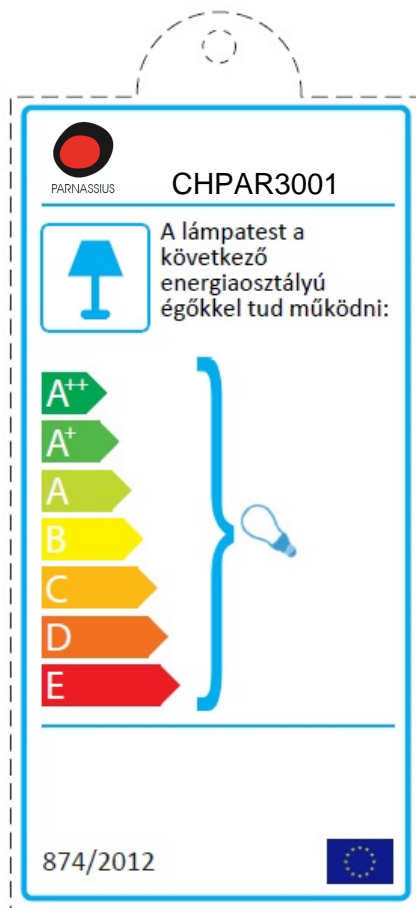 PARNASSIUS
CHPAR3001
A lámpatest a
következő
energiaosztályú
égőkkel tud működni:
A++
A+
A
B
C
D
E
874/2012